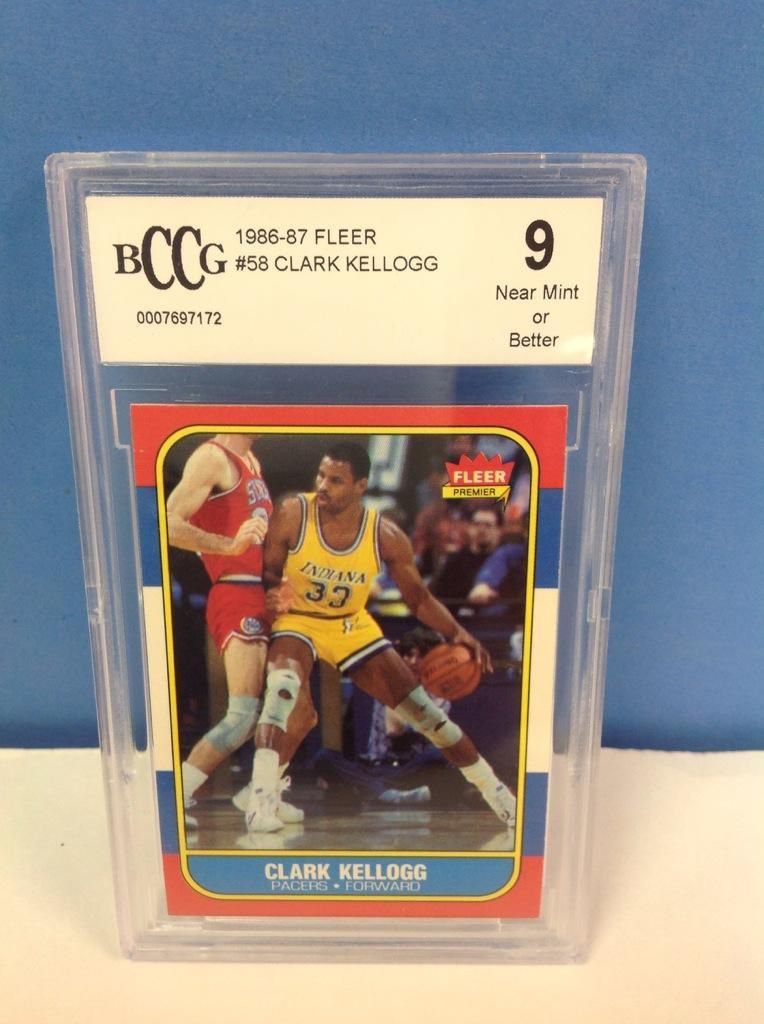 BCCG
1986-87 FLEER
#58 CLARK KELLOGG
0007697172
9
Near Mint
or
Better
FLEER
PREMIER
INDIANA
33
CLARK KELLOGG
PACERS • FORWARD